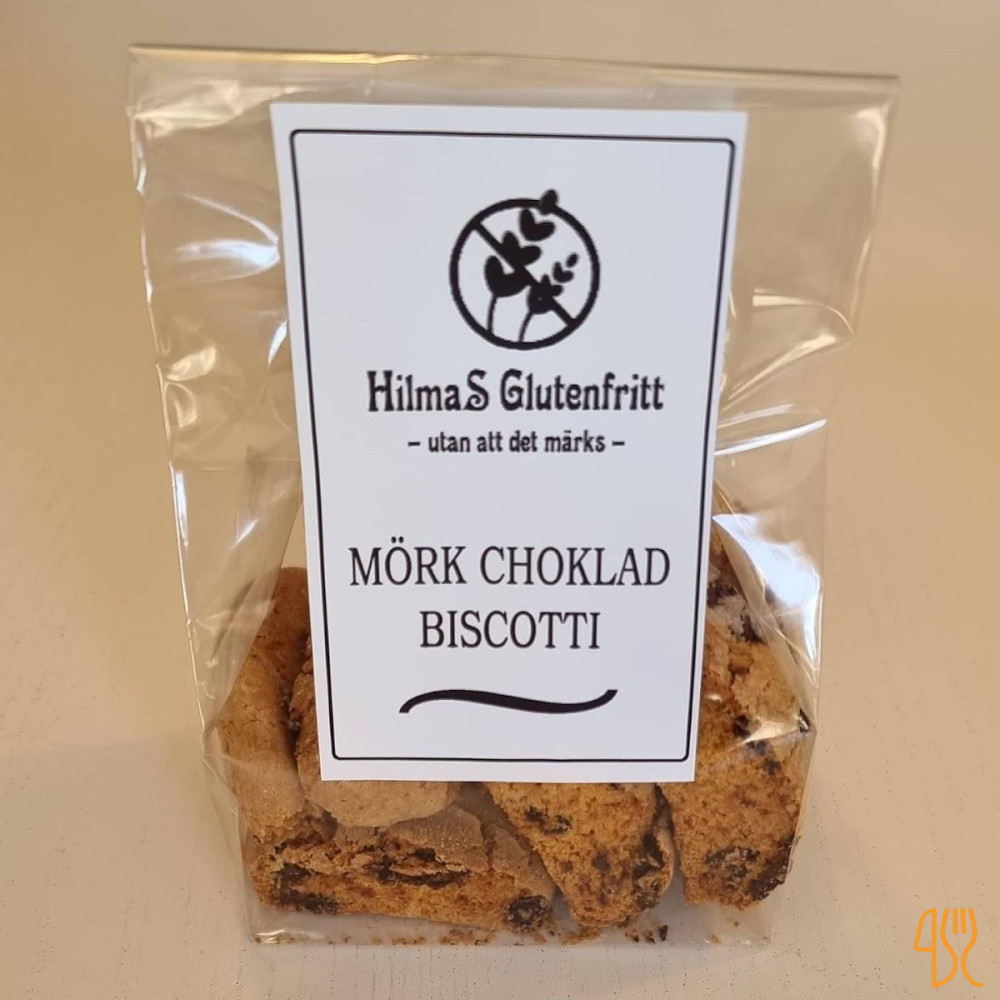 HilmaS Glutenfritt
– utan att det märks –
MÖRK CHOKLAD
BISCOTTI